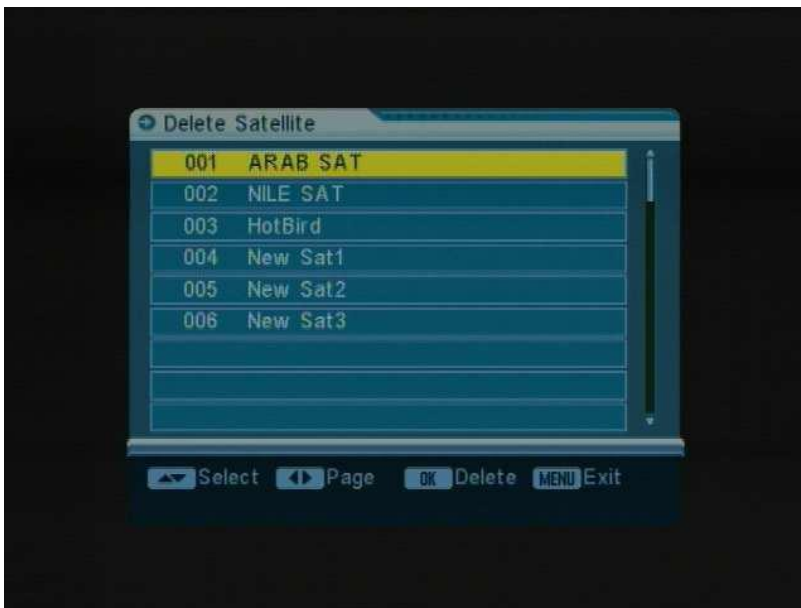 Delete Satellite
001 ARAB SAT
002 NILE SAT
003 HotBird
004 New Sat1
005 New Sat2
006 New Sat3
Select Page OK Delete MENU Exit